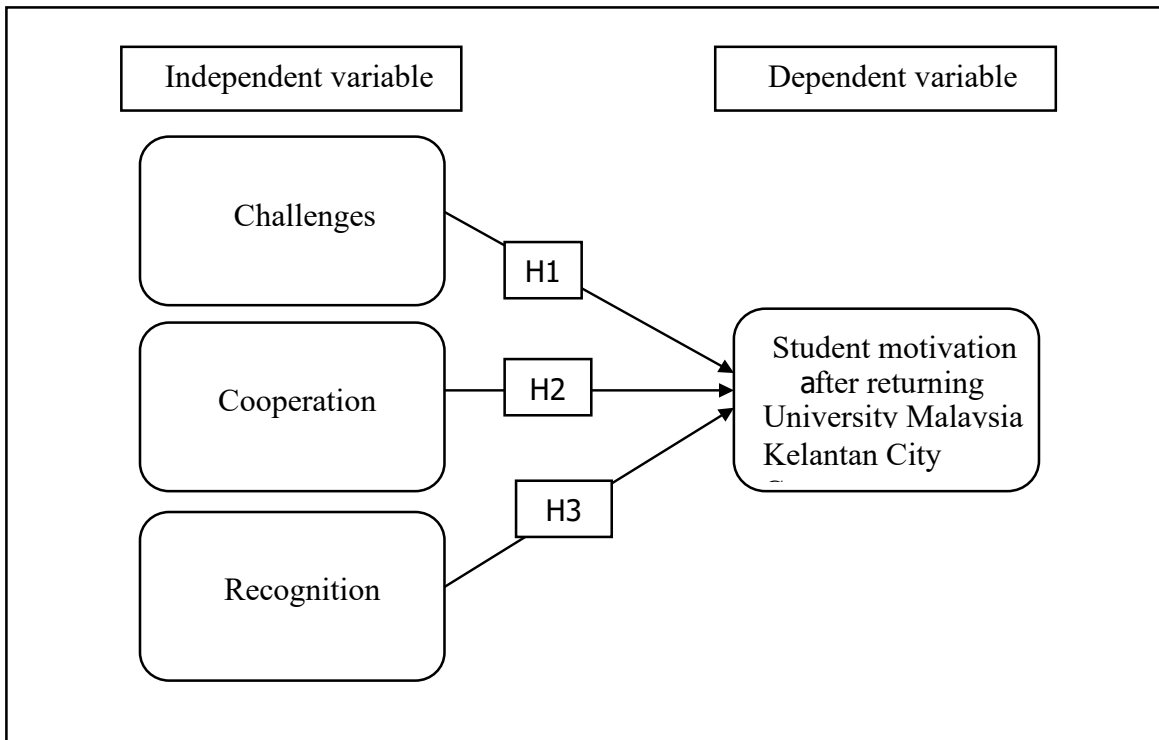 Independent variable
Dependent variable
Challenges
H1
Cooperation
H2
Recognition
H3
Student motivation
after returning
University Malaysia
Kelantan City